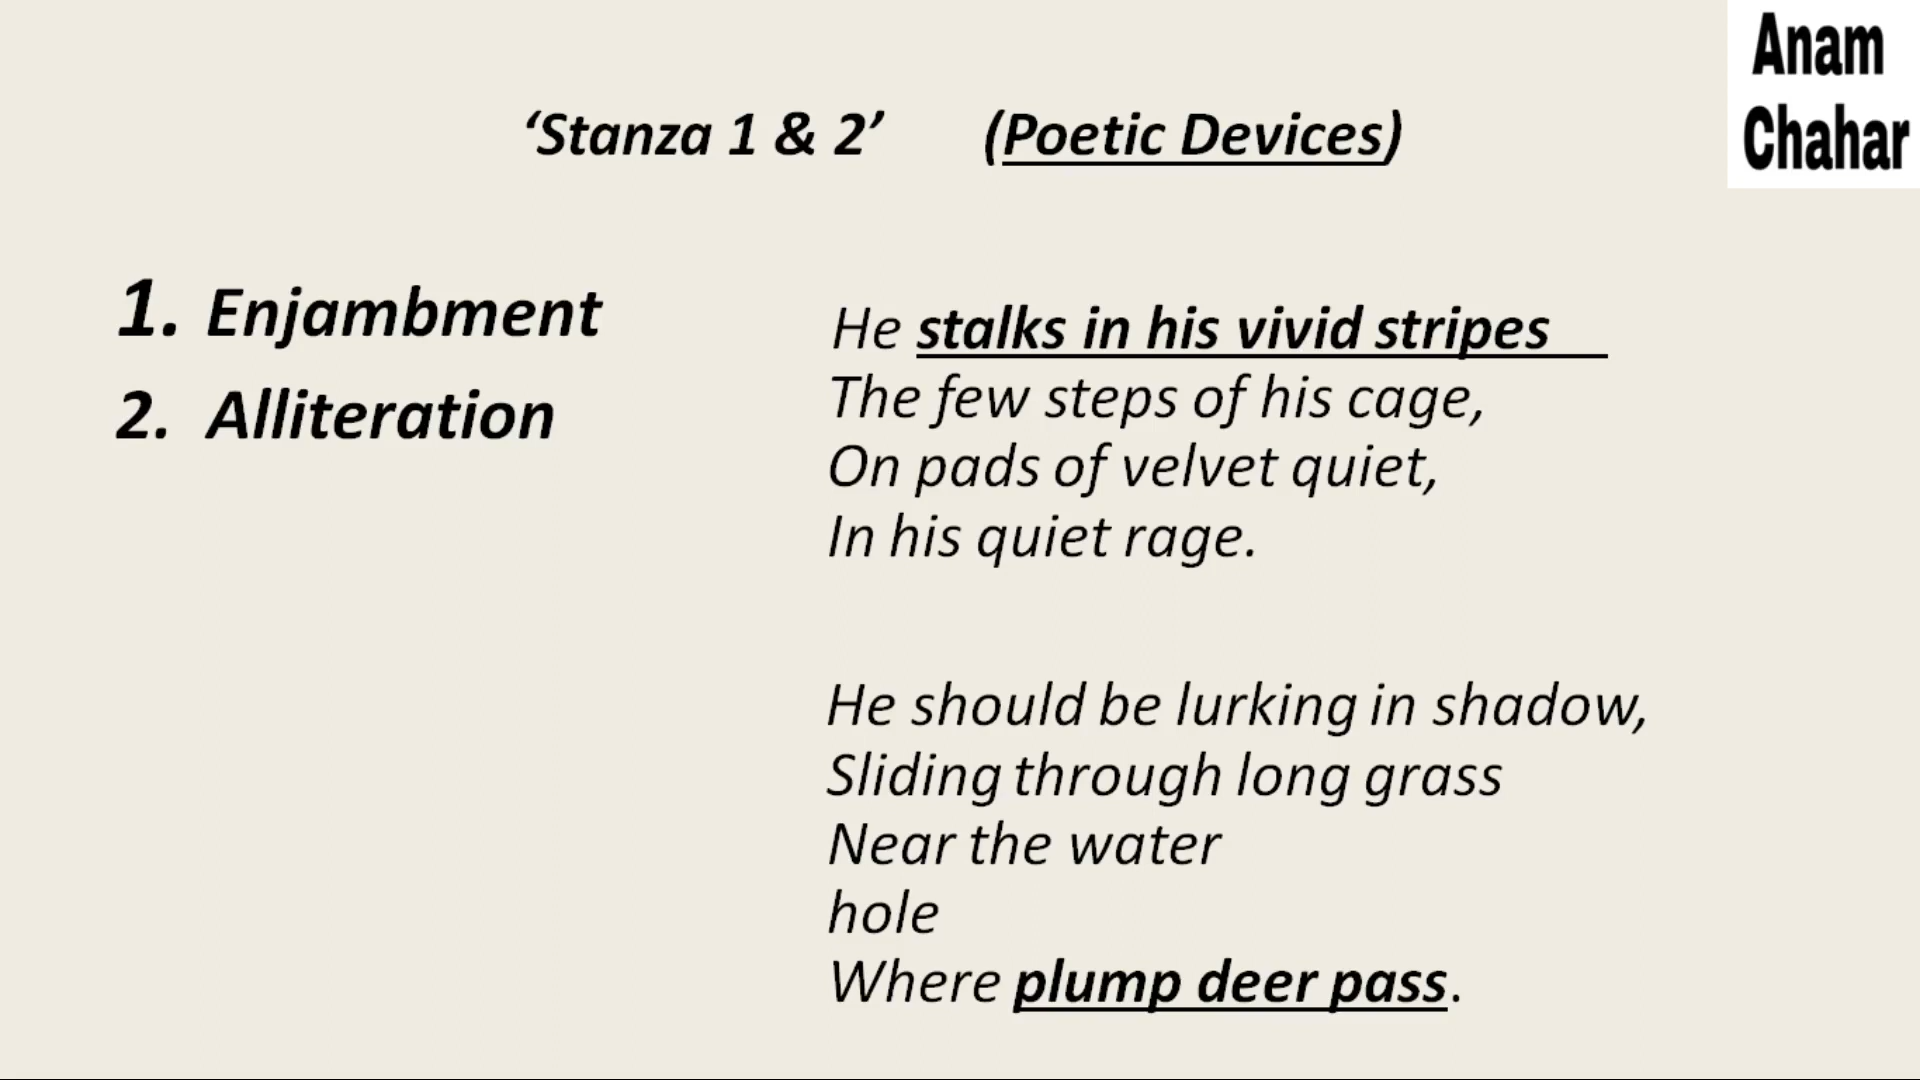 Anam
Chahar
‘Stanza 1 & 2’ (Poetic Devices)
1. Enjambment
2. Alliteration
He stalks in his vivid stripes
The few steps of his cage,
On pads of velvet quiet,
In his quiet rage.
He should be lurking in shadow,
Sliding through long grass
Near the water
hole
Where plump deer pass.